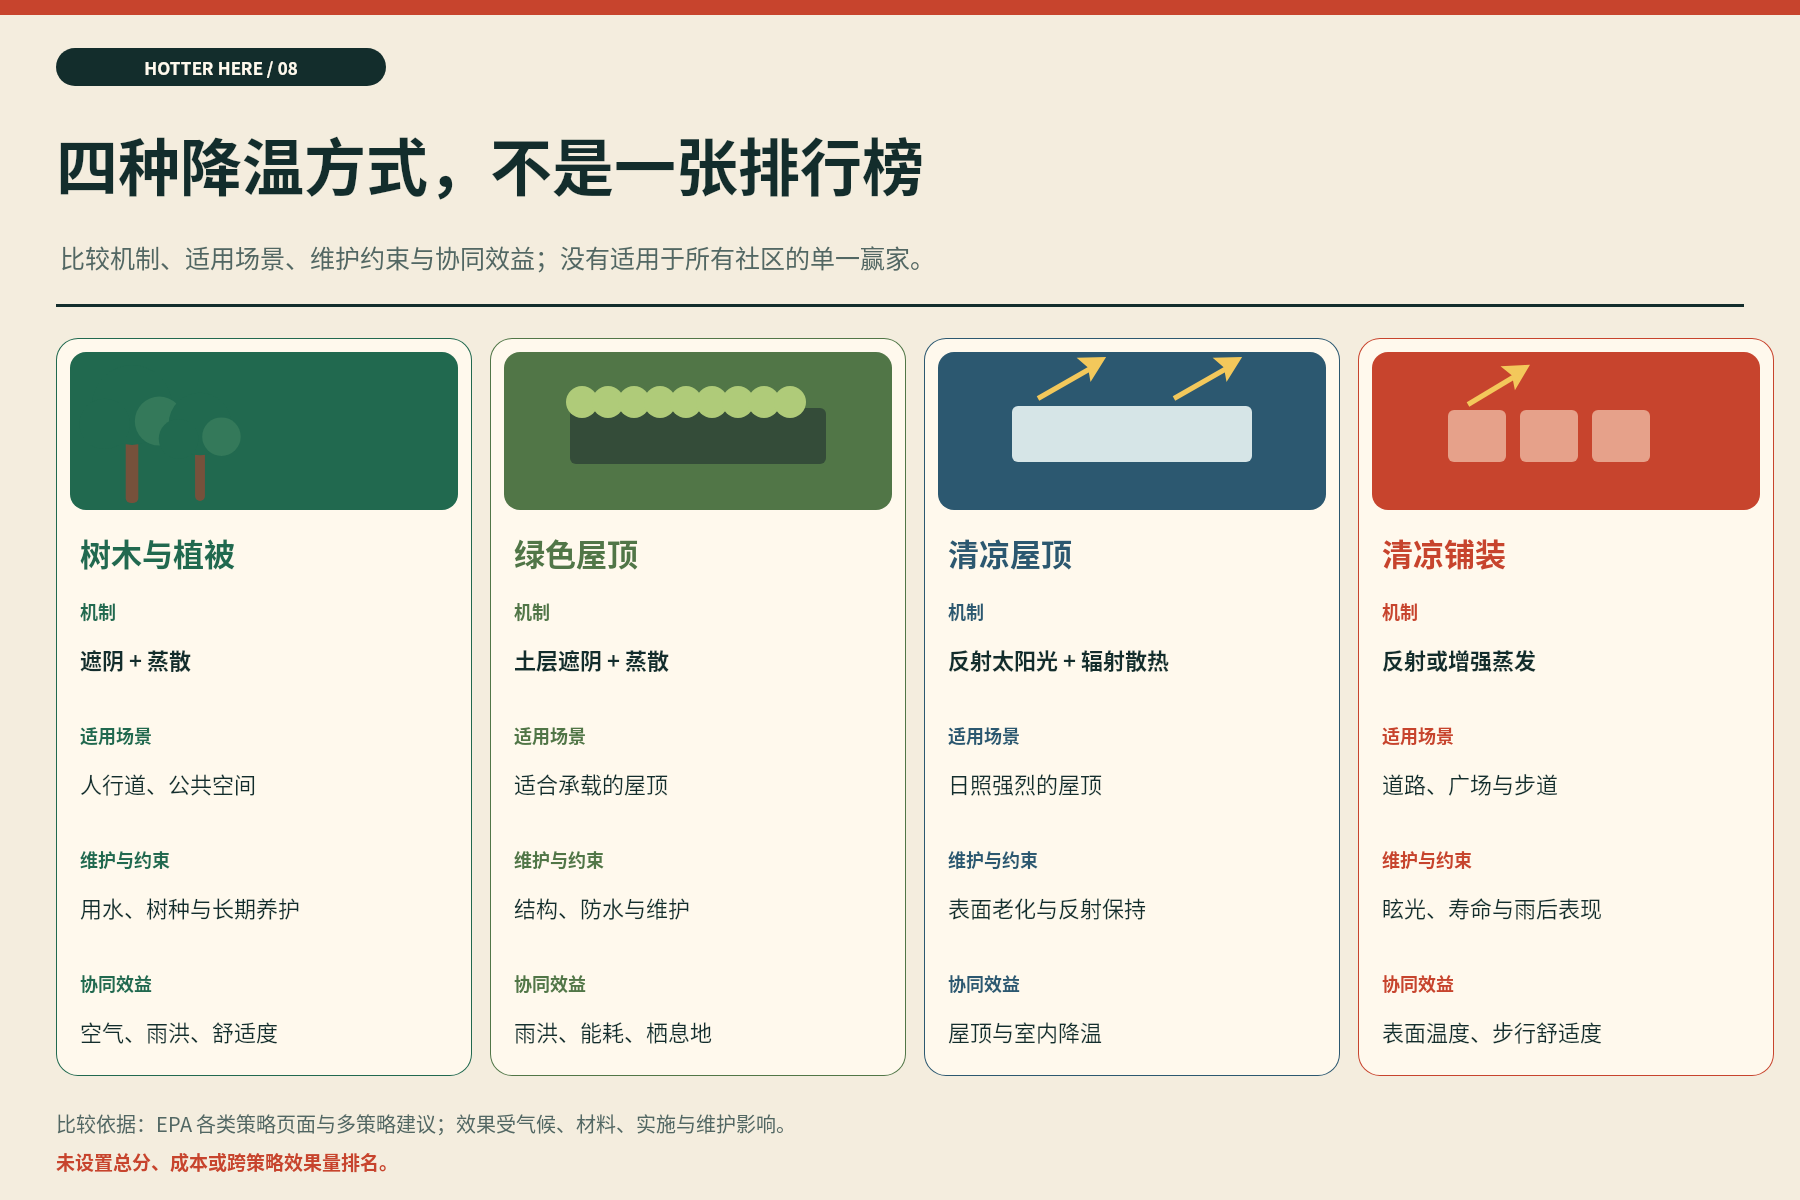 HOTTER HERE / 08
四种降温方式，不是一张排行榜
比较机制、适用场景、维护约束与协同效益；没有适用于所有社区的单一赢家。
树木与植被
机制
遮阴 + 蒸散
适用场景
人行道、公共空间
维护与约束
用水、树种与长期养护
协同效益
空气、雨洪、舒适度
绿色屋顶
机制
土层遮阴 + 蒸散
适用场景
适合承载的屋顶
维护与约束
结构、防水与维护
协同效益
雨洪、能耗、栖息地
清凉屋顶
机制
反射太阳光 + 辐射散热
适用场景
日照强烈的屋顶
维护与约束
表面老化与反射保持
协同效益
屋顶与室内降温
清凉铺装
机制
反射或增强蒸发
适用场景
道路、广场与步道
维护与约束
眩光、寿命与雨后表现
协同效益
表面温度、步行舒适度
比较依据：EPA 各类策略页面与多策略建议；效果受气候、材料、实施与维护影响。
未设置总分、成本或跨策略效果量排名。